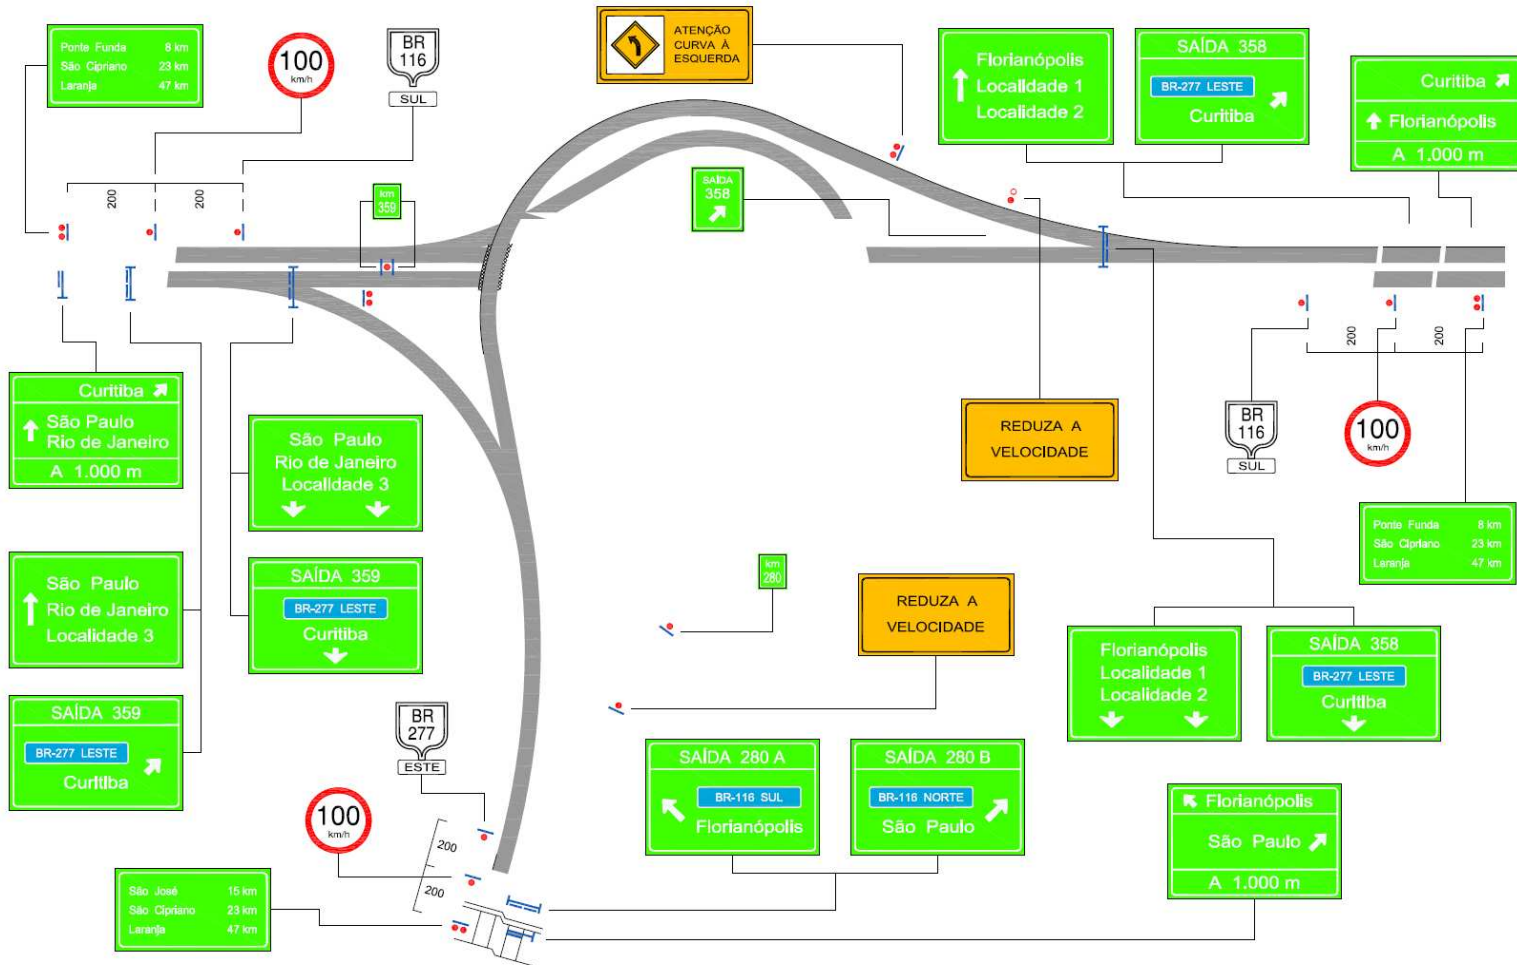 Ponte Funda 8 km
São Cipriano 23 km
Laranja 47 km
100
km/h
BR
116
SUL
ATENÇÃO
CURVA À
ESQUERDA
Florianópolis
Localidade 1
Localidade 2
SAÍDA 358
BR-277 LESTE
Curitiba
Curitiba
Florianópolis
A 1.000 m
200
200
km
359
SAÍDA
358
Curitiba
São Paulo
Rio de Janeiro
A 1.000 m
São Paulo
Rio de Janeiro
Localidade 3
REDUZA A
VELOCIDADE
200
200
BR
116
SUL
100
km/h
Ponte Funda 8 km
São Cipriano 23 km
Laranja 47 km
São Paulo
Rio de Janeiro
Localidade 3
SAÍDA 359
BR-277 LESTE
Curitiba
km
280
REDUZA A
VELOCIDADE
Florianópolis
Localidade 1
Localidade 2
SAÍDA 358
BR-277 LESTE
Curitiba
SAÍDA 359
BR-277 LESTE
Curitiba
BR
277
ESTE
SAÍDA 280 A
BR-116 SUL
Florianópolis
SAÍDA 280 B
BR-116 NORTE
São Paulo
Florianópolis
São Paulo
A 1.000 m
100
km/h
200
200
São José 15 km
São Cipriano 23 km
Laranja 47 km